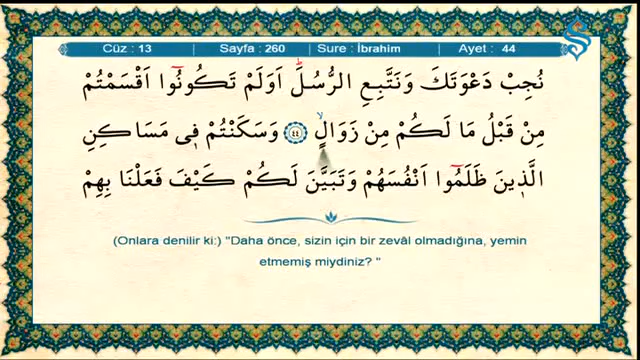 Cüz : 13 Sayfa : 260 Sure : İbrahim Ayet : 44
نُجِبْ دَعْوَتَكَ وَنَتَّبِعِ الرُّسُلَۜ اَوَلَمْ تَكُونُٓوا اَقْسَمْتُمْ
مِنْ قَبْلُ مَا لَكُمْ مِنْ زَوَالٍۙ ﴿٤٤﴾ وَسَكَنْتُمْ ف۪ي مَسَاكِنِ
الَّذ۪ينَ ظَلَمُٓوا اَنْفُسَهُمْ وَتَبَيَّنَ لَكُمْ كَيْفَ فَعَلْنَا بِهِمْ
(Onlara denilir ki:) "Daha önce, sizin için bir zevâl olmadığına, yemin
etmemiş miydiniz? "